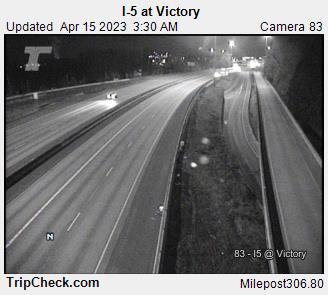 I-5 at Victory
Updated Apr 15 2023 3:30 AM Camera 83
T
N
83 - I5 @ Victory
TripCheck.com Milepost306.80